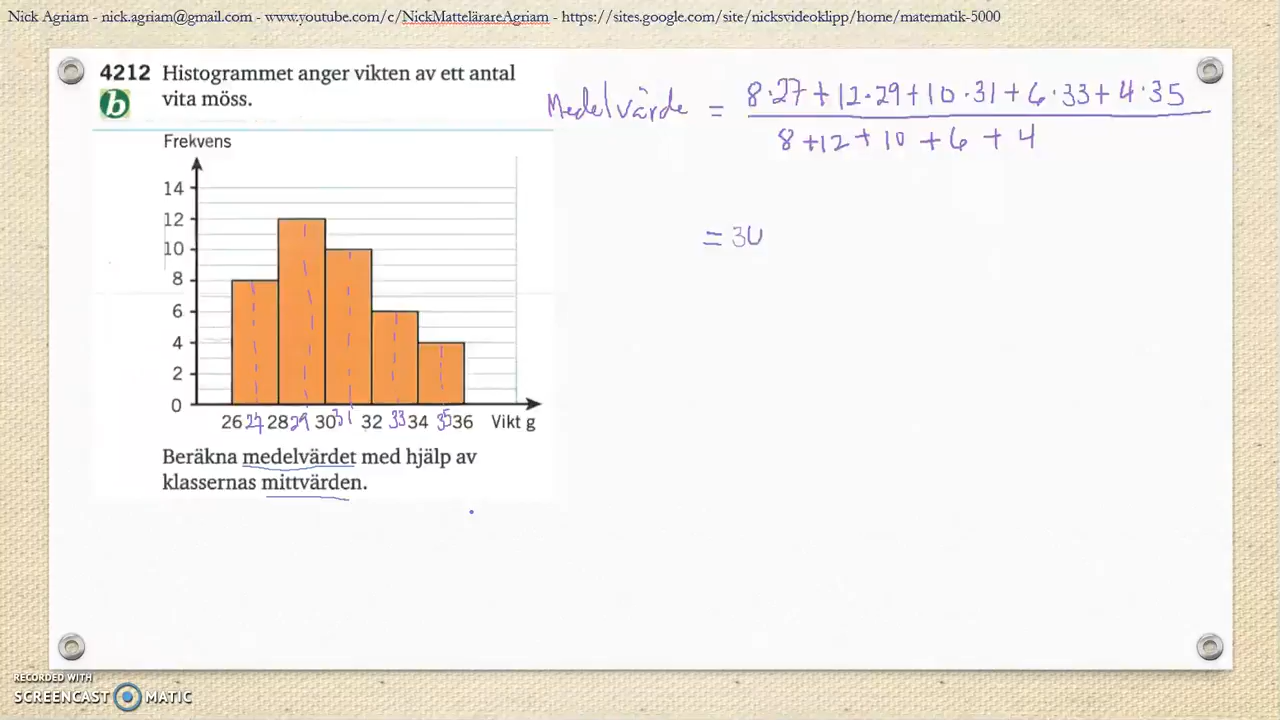 Nick Agriam - nick.agriam@gmail.com - www.youtube.com/c/NickMattelärareAgriam - https://sites.google.com/site/nicksvideoklipp/home/matematik-5000
4212 Histogrammet anger vikten av ett antal
b vita möss.
Frekvens
14
12
10
8
6
4
2
0
26 27 28 29 30 31 32 33 34 35 36 Vikt g
Beräkna medelvärdet med hjälp av
klassernas mittvärden.
Medelvärde = 8·27+12·29+10·31+6·33+4·35
8+12+10+6+4
= 30
RECORDED WITH
SCREENCAST MATIC